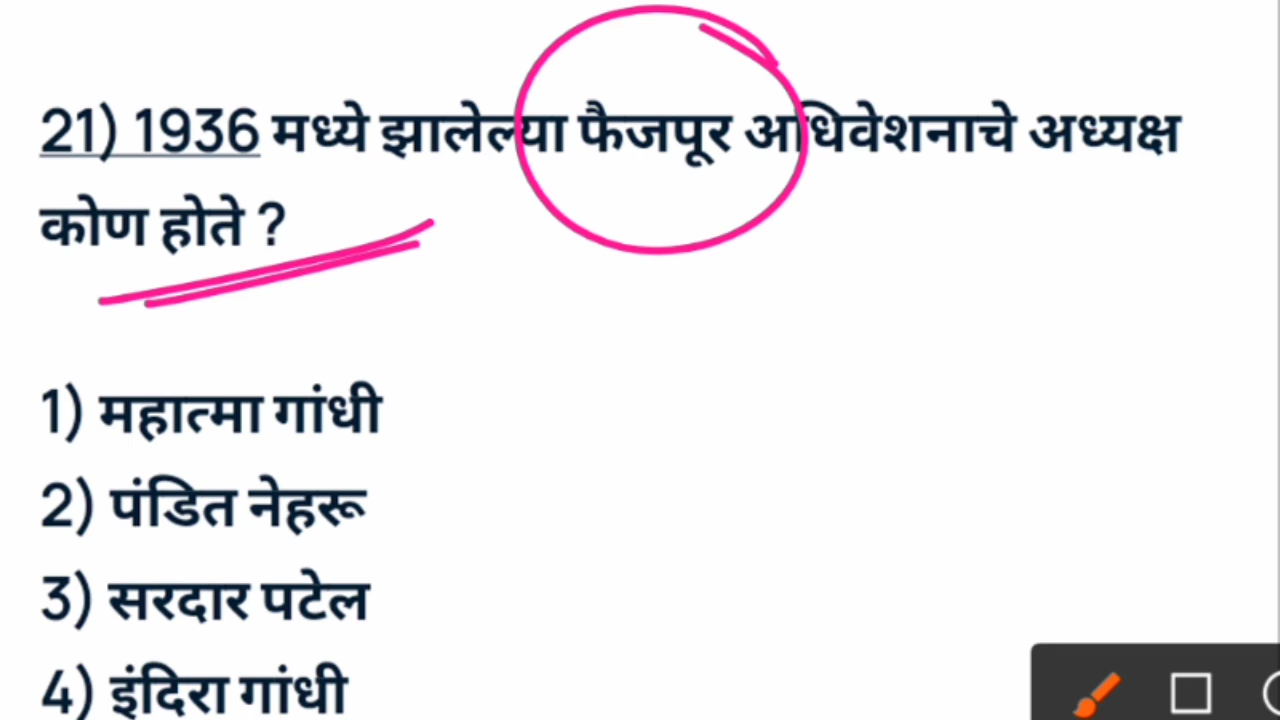 21) 1936 मध्ये झालेल्या फैजपूर अधिवेशनाचे अध्यक्ष
कोण होते ?
1) महात्मा गांधी
2) पंडित नेहरू
3) सरदार पटेल
4) इंदिरा गांधी